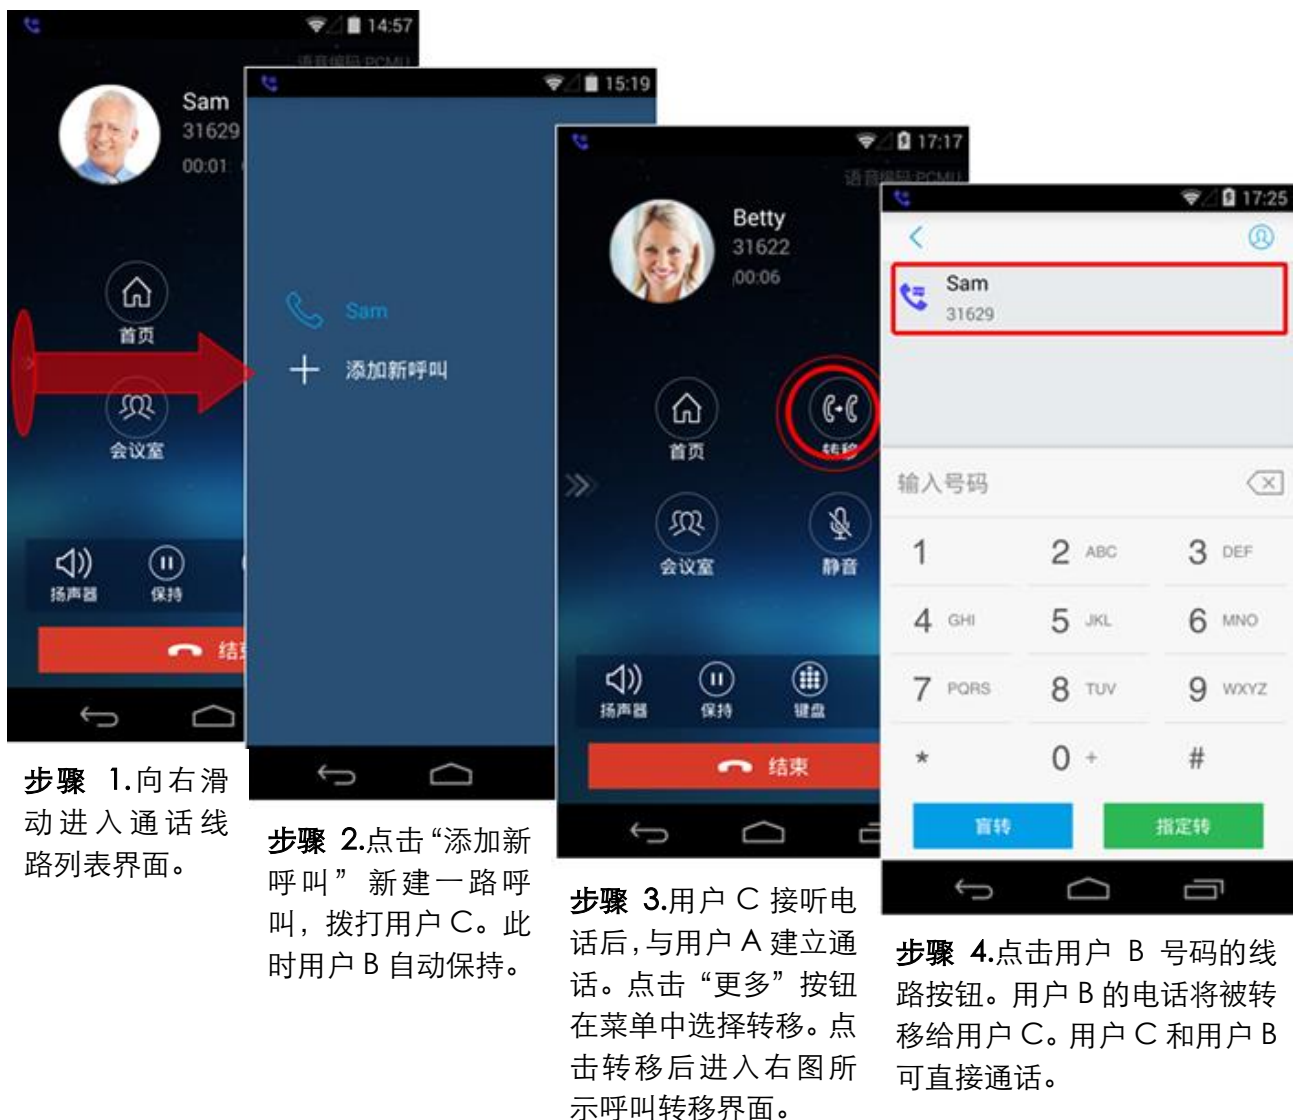 14:57
语音编码:PCMU
Sam
31629
00:01
首页
会议室
扬声器
保持
15:19
Sam
添加新呼叫
17:17
语音编码:PCMU
Betty
31622
00:06
首页
转移
会议室
静音
扬声器
保持
键盘
结束
17:25
Sam
31629
输入号码
1
2 ABC
3 DEF
4 GHI
5 JKL
6 MNO
7 PQRS
8 TUV
9 WXYZ
*
0 +
#
盲转
指定转
步骤 1.向右滑
动进入通话线
路列表界面。
步骤 2.点击“添加新
呼叫”新建一路呼
叫，拨打用户 C。此
时用户 B 自动保持。
步骤 3.用户 C 接听电
话后,与用户 A 建立通
话。点击“更多”按钮
在菜单中选择转移。点
击转移后进入右图所
示呼叫转移界面。
步骤 4.点击用户 B 号码的线
路按钮。用户 B 的电话将被转
移给用户 C。用户 C 和用户 B
可直接通话。